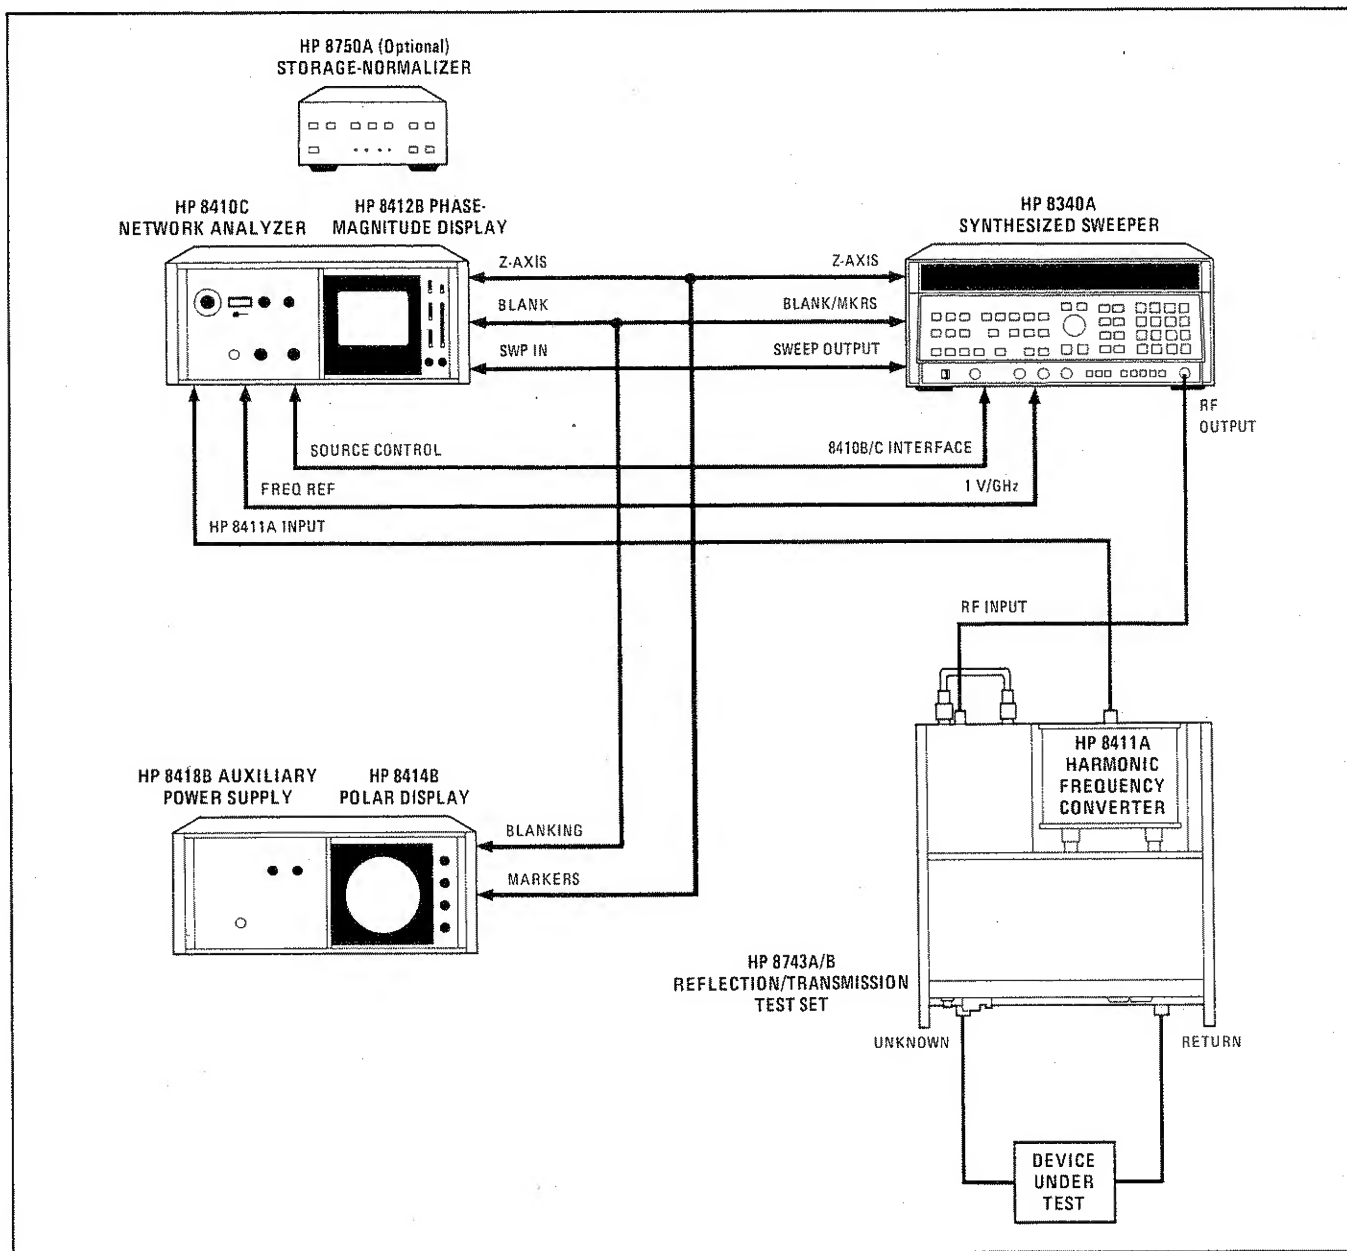 HP 8750A (Optional)
STORAGE-NORMALIZER
HP 8410C
NETWORK ANALYZER
HP 8412B PHASE-
MAGNITUDE DISPLAY
HP 8340A
SYNTHESIZED SWEEPER
Z-AXIS
Z-AXIS
BLANK
BLANK/MKRS
SWP IN
SWEEP OUTPUT
RF
OUTPUT
SOURCE CONTROL
8410B/C INTERFACE
FREQ REF
1 V/GHz
HP 8411A INPUT
RF INPUT
HP 8411A
HARMONIC
FREQUENCY
CONVERTER
HP 8418B AUXILIARY
POWER SUPPLY
HP 8414B
POLAR DISPLAY
BLANKING
MARKERS
HP 8743A/B
REFLECTION/TRANSMISSION
TEST SET
UNKNOWN
RETURN
DEVICE
UNDER
TEST